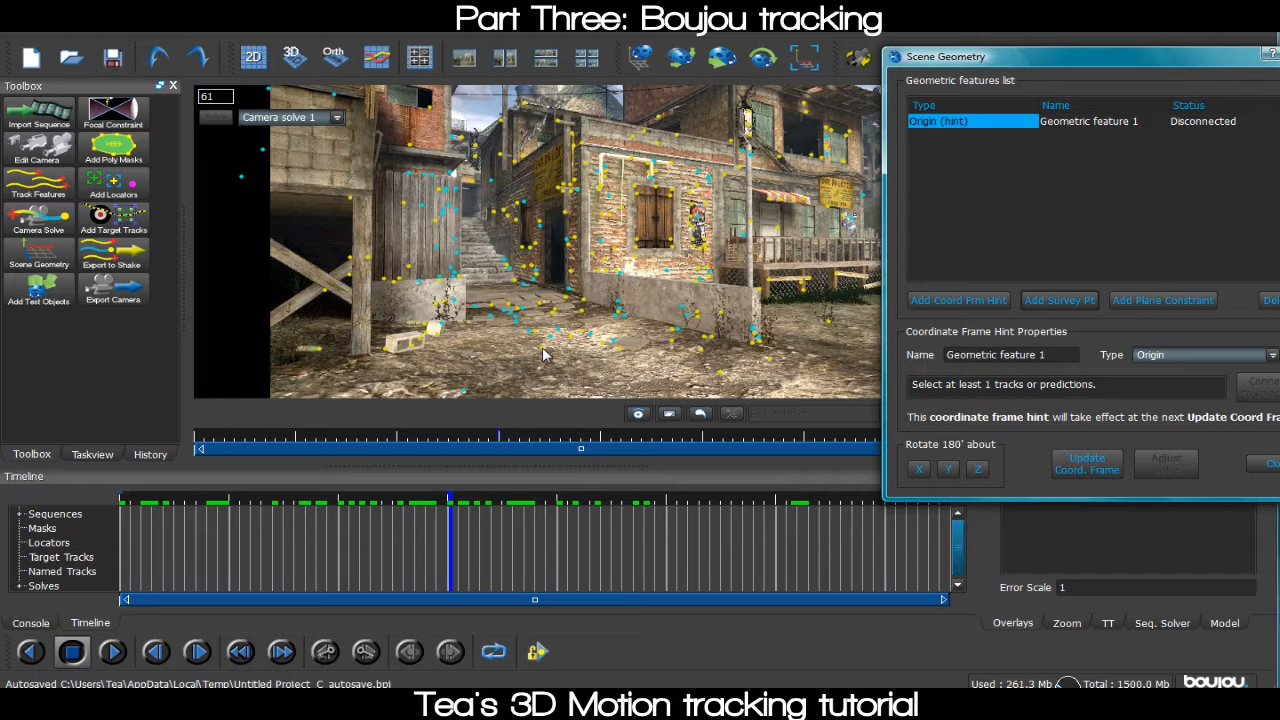 Part Three: Boujou tracking
Scene Geometry
Toolbox
Geometric features list
61
Camera solve 1
Type Name Status
Origin (hint) Geometric feature 1 Disconnected
Import Sequence Focal Constraint
Edit Camera Add Poly Masks
Track Features Add Locators
Camera Solve Add Target Tracks
Scene Geometry Export to Shake
Add Test Objects Export Camera
2D 3D Orth
Add Coord Frm Hint Add Survey Pt Add Plane Constraint
Coordinate Frame Hint Properties
Name Geometric feature 1 Type Origin
Select at least 1 tracks or predictions.
This coordinate frame hint will take effect at the next Update Coord Fra
Rotate 180° about
X Y Z
Update Coord. Frame
Adjust
Toolbox Taskview History
Timeline
Sequences
Masks
Locators
Target Tracks
Named Tracks
Solves
Error Scale 1
Console Timeline
Overlays Zoom TT Seq. Solver Model
Autosaved C:\Users\Tea\AppData\Local\Temp\Untitled Project_C_autosave.bpj
Used : 261.3 Mb Total : 1500.0 Mb boujou
Tea's 3D Motion tracking tutorial